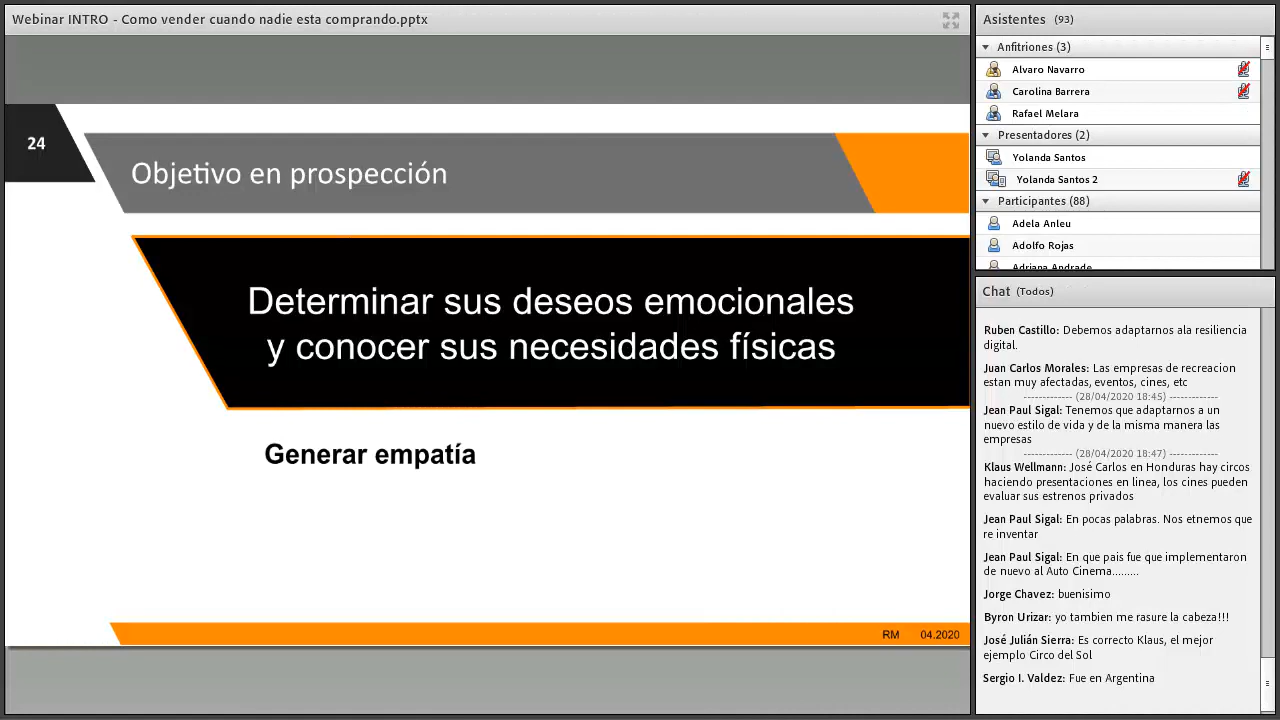 Webinar INTRO - Como vender cuando nadie esta comprando.pptx
24
Objetivo en prospección
Determinar sus deseos emocionales
y conocer sus necesidades físicas
Generar empatía
RM 04.2020
Asistentes (93)
Anfitriones (3)
Alvaro Navarro
Carolina Barrera
Rafael Melara
Presentadores (2)
Yolanda Santos
Yolanda Santos 2
Participantes (88)
Adela Anleu
Adolfo Rojas
Adriana Andrade
Chat (Todos)
Ruben Castillo: Debemos adaptarnos ala resiliencia
digital.
Juan Carlos Morales: Las empresas de recreacion
estan muy afectadas, eventos, cines, etc
------------ (28/04/2020 18:45) ------------
Jean Paul Sigal: Tenemos que adaptarnos a un
nuevo estilo de vida y de la misma manera las
empresas
------------ (28/04/2020 18:47) ------------
Klaus Wellmann: José Carlos en Honduras hay circos
haciendo presentaciones en linea, los cines pueden
evaluar sus estrenos privados
Jean Paul Sigal: En pocas palabras. Nos etnemos que
re inventar
Jean Paul Sigal: En que pais fue que implementaron
de nuevo al Auto Cinema.........
Jorge Chavez: buenisimo
Byron Urizar: yo tambien me rasure la cabeza!!!
José Julián Sierra: Es correcto Klaus, el mejor
ejemplo Circo del Sol
Sergio I. Valdez: Fue en Argentina